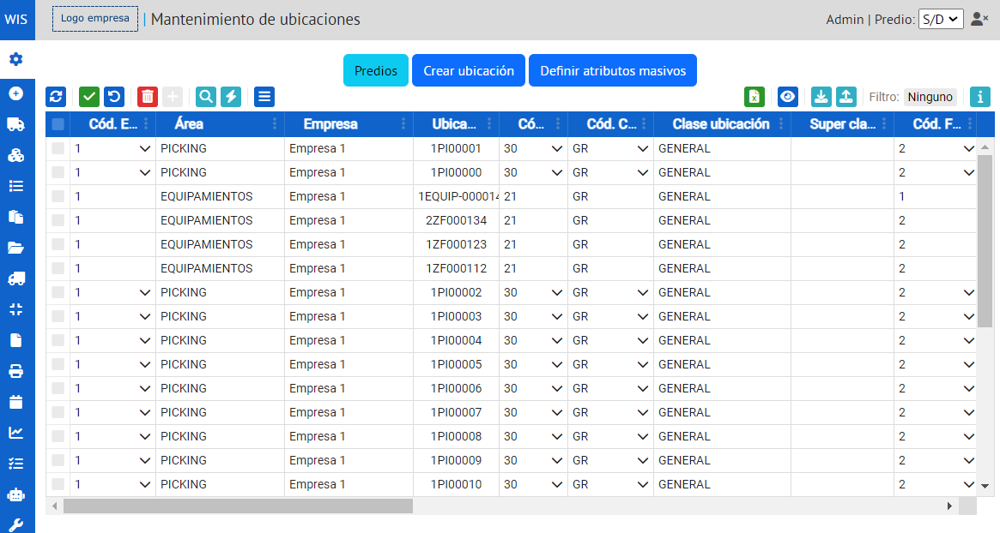 WIS Logo empresa | Mantenimiento de ubicaciones Admin | Predio: S/D
Predios Crear ubicación Definir atributos masivos
Filtro: Ninguno
Cód. E... Área Empresa Ubica... Có... Cód. C... Clase ubicación Super cla... Cód. F...
1 PICKING Empresa 1 1PI00001 30 GR GENERAL 2
1 PICKING Empresa 1 1PI00000 30 GR GENERAL 2
1 EQUIPAMIENTOS Empresa 1 1EQUIP-000014 21 GR GENERAL 1
1 EQUIPAMIENTOS Empresa 1 2ZF000134 21 GR GENERAL 2
1 EQUIPAMIENTOS Empresa 1 1ZF000123 21 GR GENERAL 2
1 EQUIPAMIENTOS Empresa 1 1ZF000112 21 GR GENERAL 2
1 PICKING Empresa 1 1PI00002 30 GR GENERAL 2
1 PICKING Empresa 1 1PI00003 30 GR GENERAL 2
1 PICKING Empresa 1 1PI00004 30 GR GENERAL 2
1 PICKING Empresa 1 1PI00005 30 GR GENERAL 2
1 PICKING Empresa 1 1PI00006 30 GR GENERAL 2
1 PICKING Empresa 1 1PI00007 30 GR GENERAL 2
1 PICKING Empresa 1 1PI00008 30 GR GENERAL 2
1 PICKING Empresa 1 1PI00009 30 GR GENERAL 2
1 PICKING Empresa 1 1PI00010 30 GR GENERAL 2